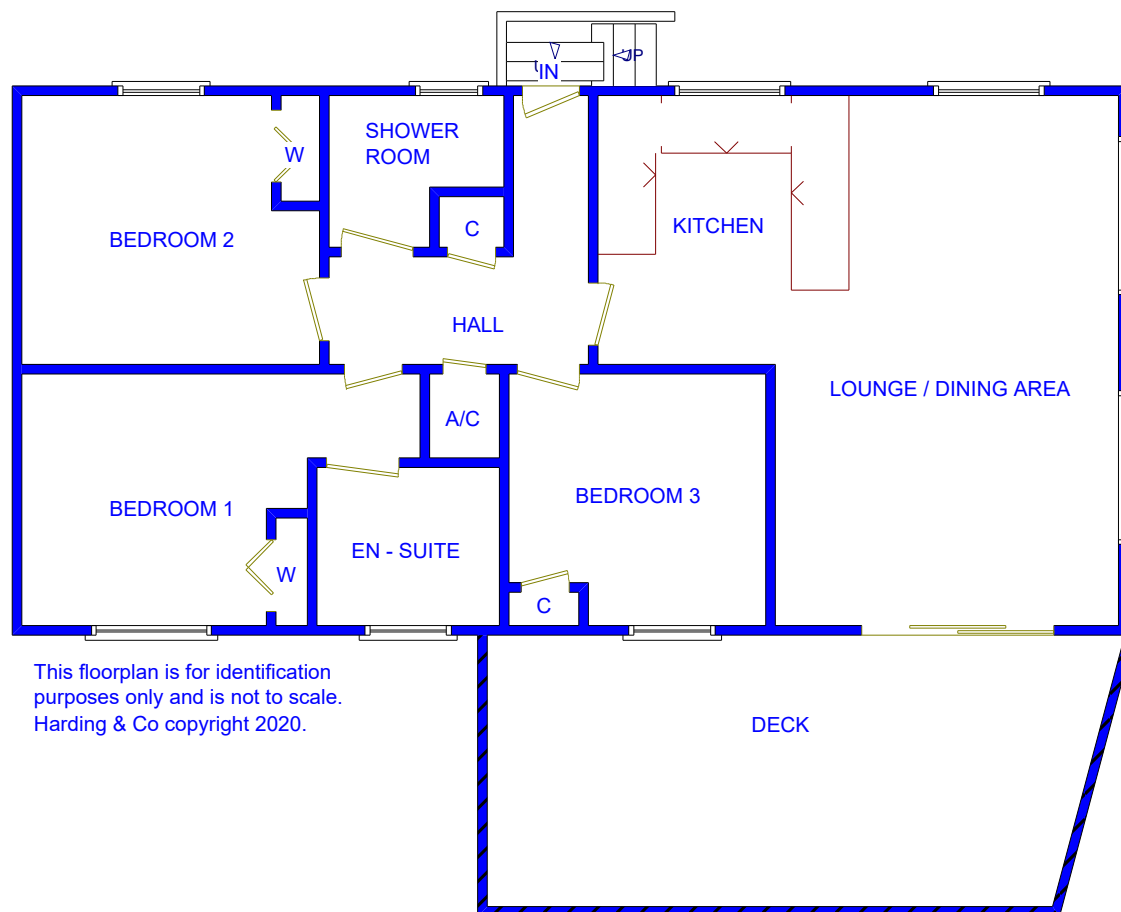 UP
IN
SHOWER
ROOM
W
C
KITCHEN
BEDROOM 2
HALL
LOUNGE / DINING AREA
A/C
BEDROOM 3
BEDROOM 1
EN - SUITE
W
C
This floorplan is for identification
purposes only and is not to scale.
Harding & Co copyright 2020.
DECK